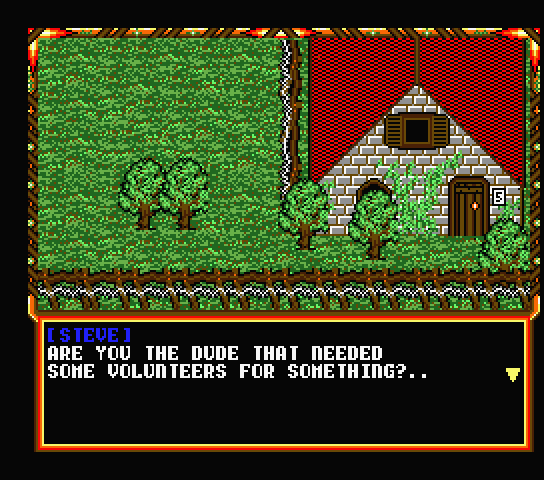 [STEVE]
ARE YOU THE DUDE THAT NEEDED
SOME VOLUNTEERS FOR SOMETHING?..